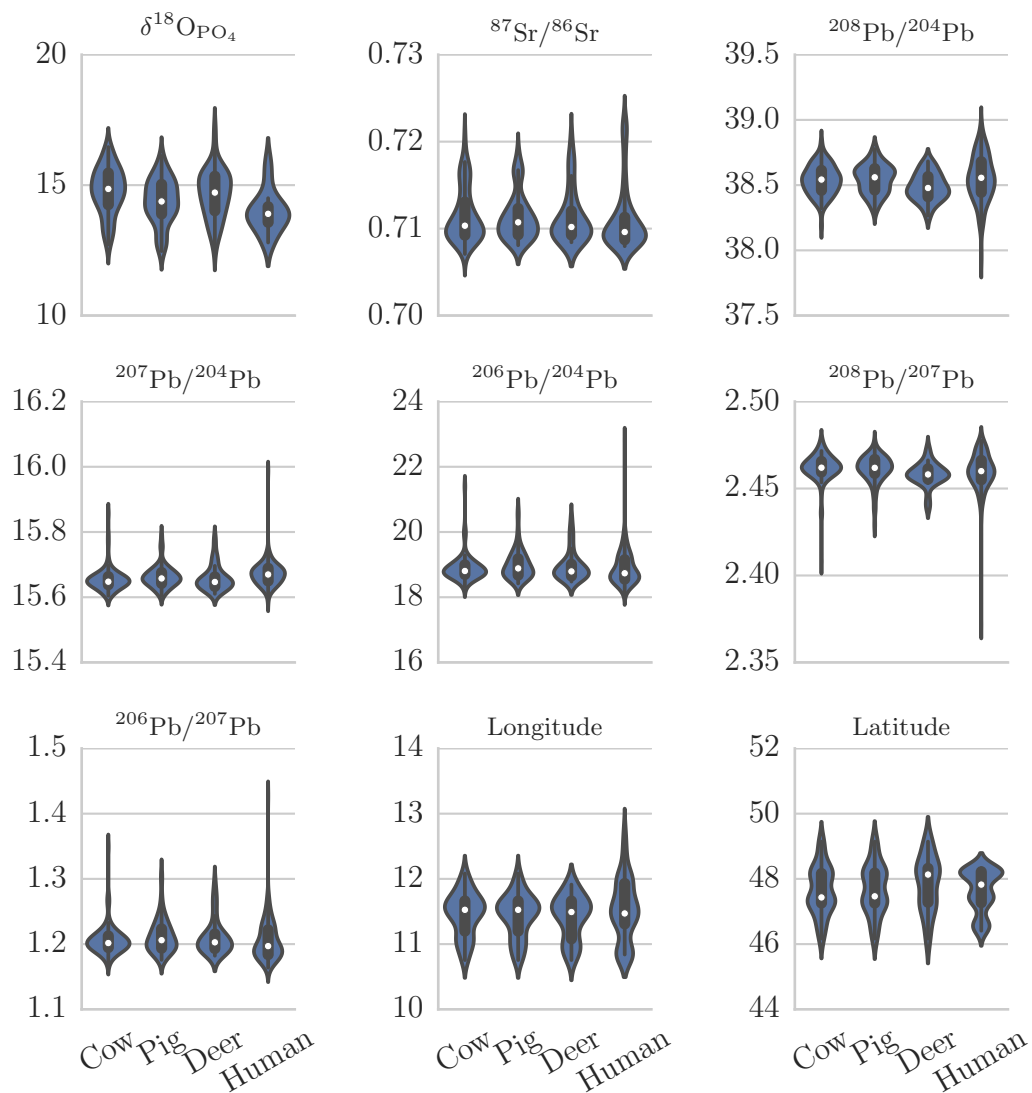 δ¹⁸O_PO₄ ⁸⁷Sr/⁸⁶Sr ²⁰⁸Pb/²⁰⁴Pb
20 0.73 39.5
39.0
0.72
15 38.5
0.71
38.0
10 0.70 37.5
²⁰⁷Pb/²⁰⁴Pb ²⁰⁶Pb/²⁰⁴Pb ²⁰⁸Pb/²⁰⁷Pb
16.2 24 2.50
16.0 22
2.45
15.8 20
2.40
15.6 18
15.4 16 2.35
²⁰⁶Pb/²⁰⁷Pb Longitude Latitude
1.5 14 52
1.4 13 50
1.3 12 48
1.2 11 46
1.1 10 44
Cow Pig Deer Human Cow Pig Deer Human Cow Pig Deer Human